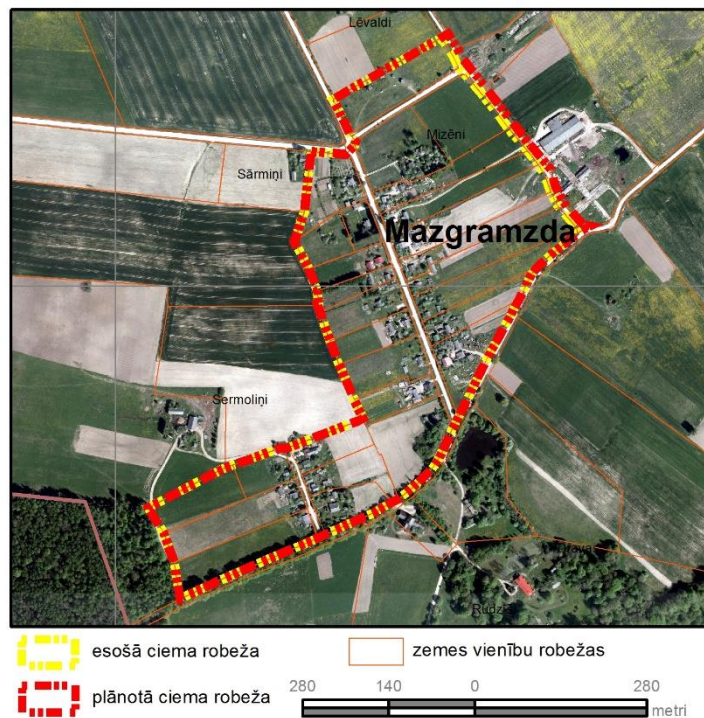 Lēvaldi
Mizēni
Sārmiņi
Mazgramzda
Sermoliņi
esošā ciema robeža
zemes vienību robežas
plānotā ciema robeža
280 140 0 280
metri